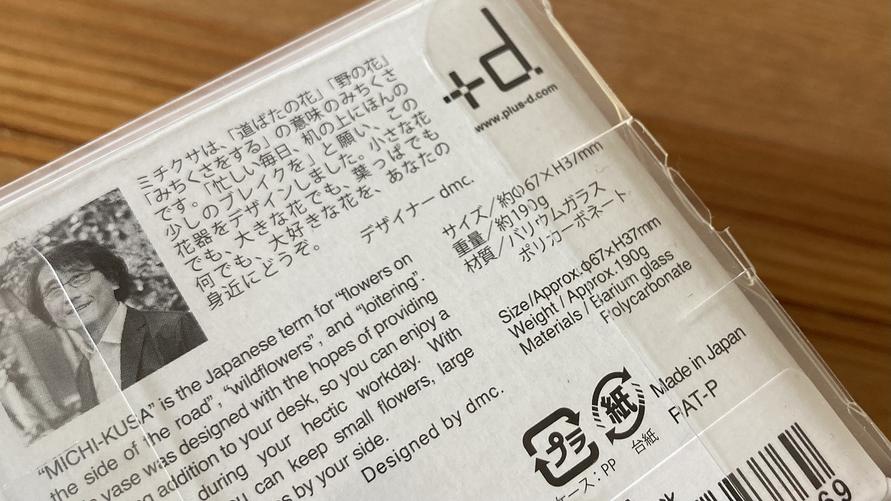 +d.
www.plus-d.com
ミチクサは、「道ばたの花」「野の花」
「みちくさをする」の意味のみちくさ
です。「忙しい毎日、机の上にほんの
少しのブレイクを」と願い、この
花器をデザインしました。小さな花
でも、大きな花でも、葉っぱでも
何でも、大好きな花を、あなたの
身近にどうぞ。
デザイナー dmc.
サイズ／約φ67×H37mm
重量／約190g
材質／バリウムガラス
ポリカーボネート
Size/Approx.φ67×H37mm
Weight / Approx.190g
Materials / Barium glass
Polycarbonate
"MICHI-KUSA" is the Japanese term for "flowers on
the side of the road", "wildflowers", and "loitering".
vase was designed with the hopes of providing
addition to your desk, so you can enjoy a
during your hectic workday. With
can keep small flowers, large
by your side.
Designed by dmc.
プラ
紙
ケース：PP
台紙
Made in Japan
PAT-P